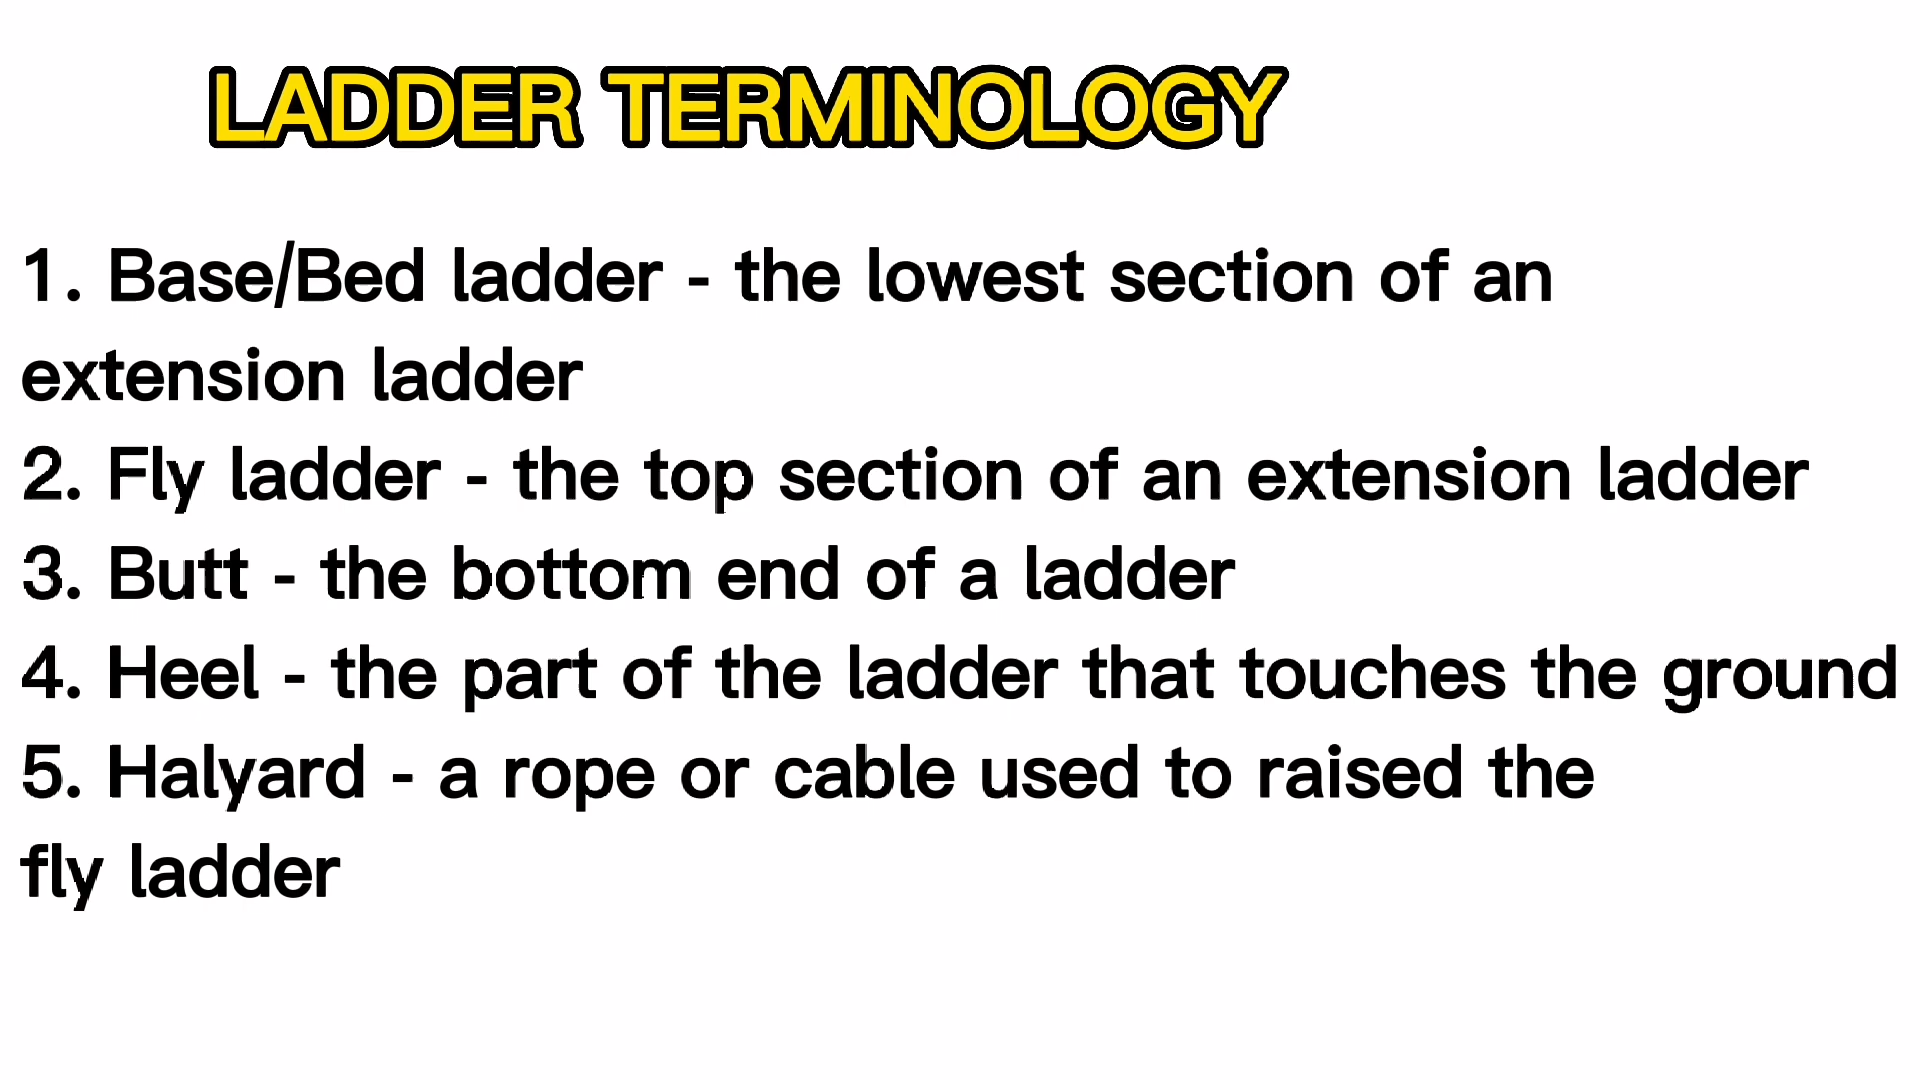 LADDER TERMINOLOGY
1. Base/Bed ladder - the lowest section of an
extension ladder
2. Fly ladder - the top section of an extension ladder
3. Butt - the bottom end of a ladder
4. Heel - the part of the ladder that touches the ground
5. Halyard - a rope or cable used to raised the
fly ladder